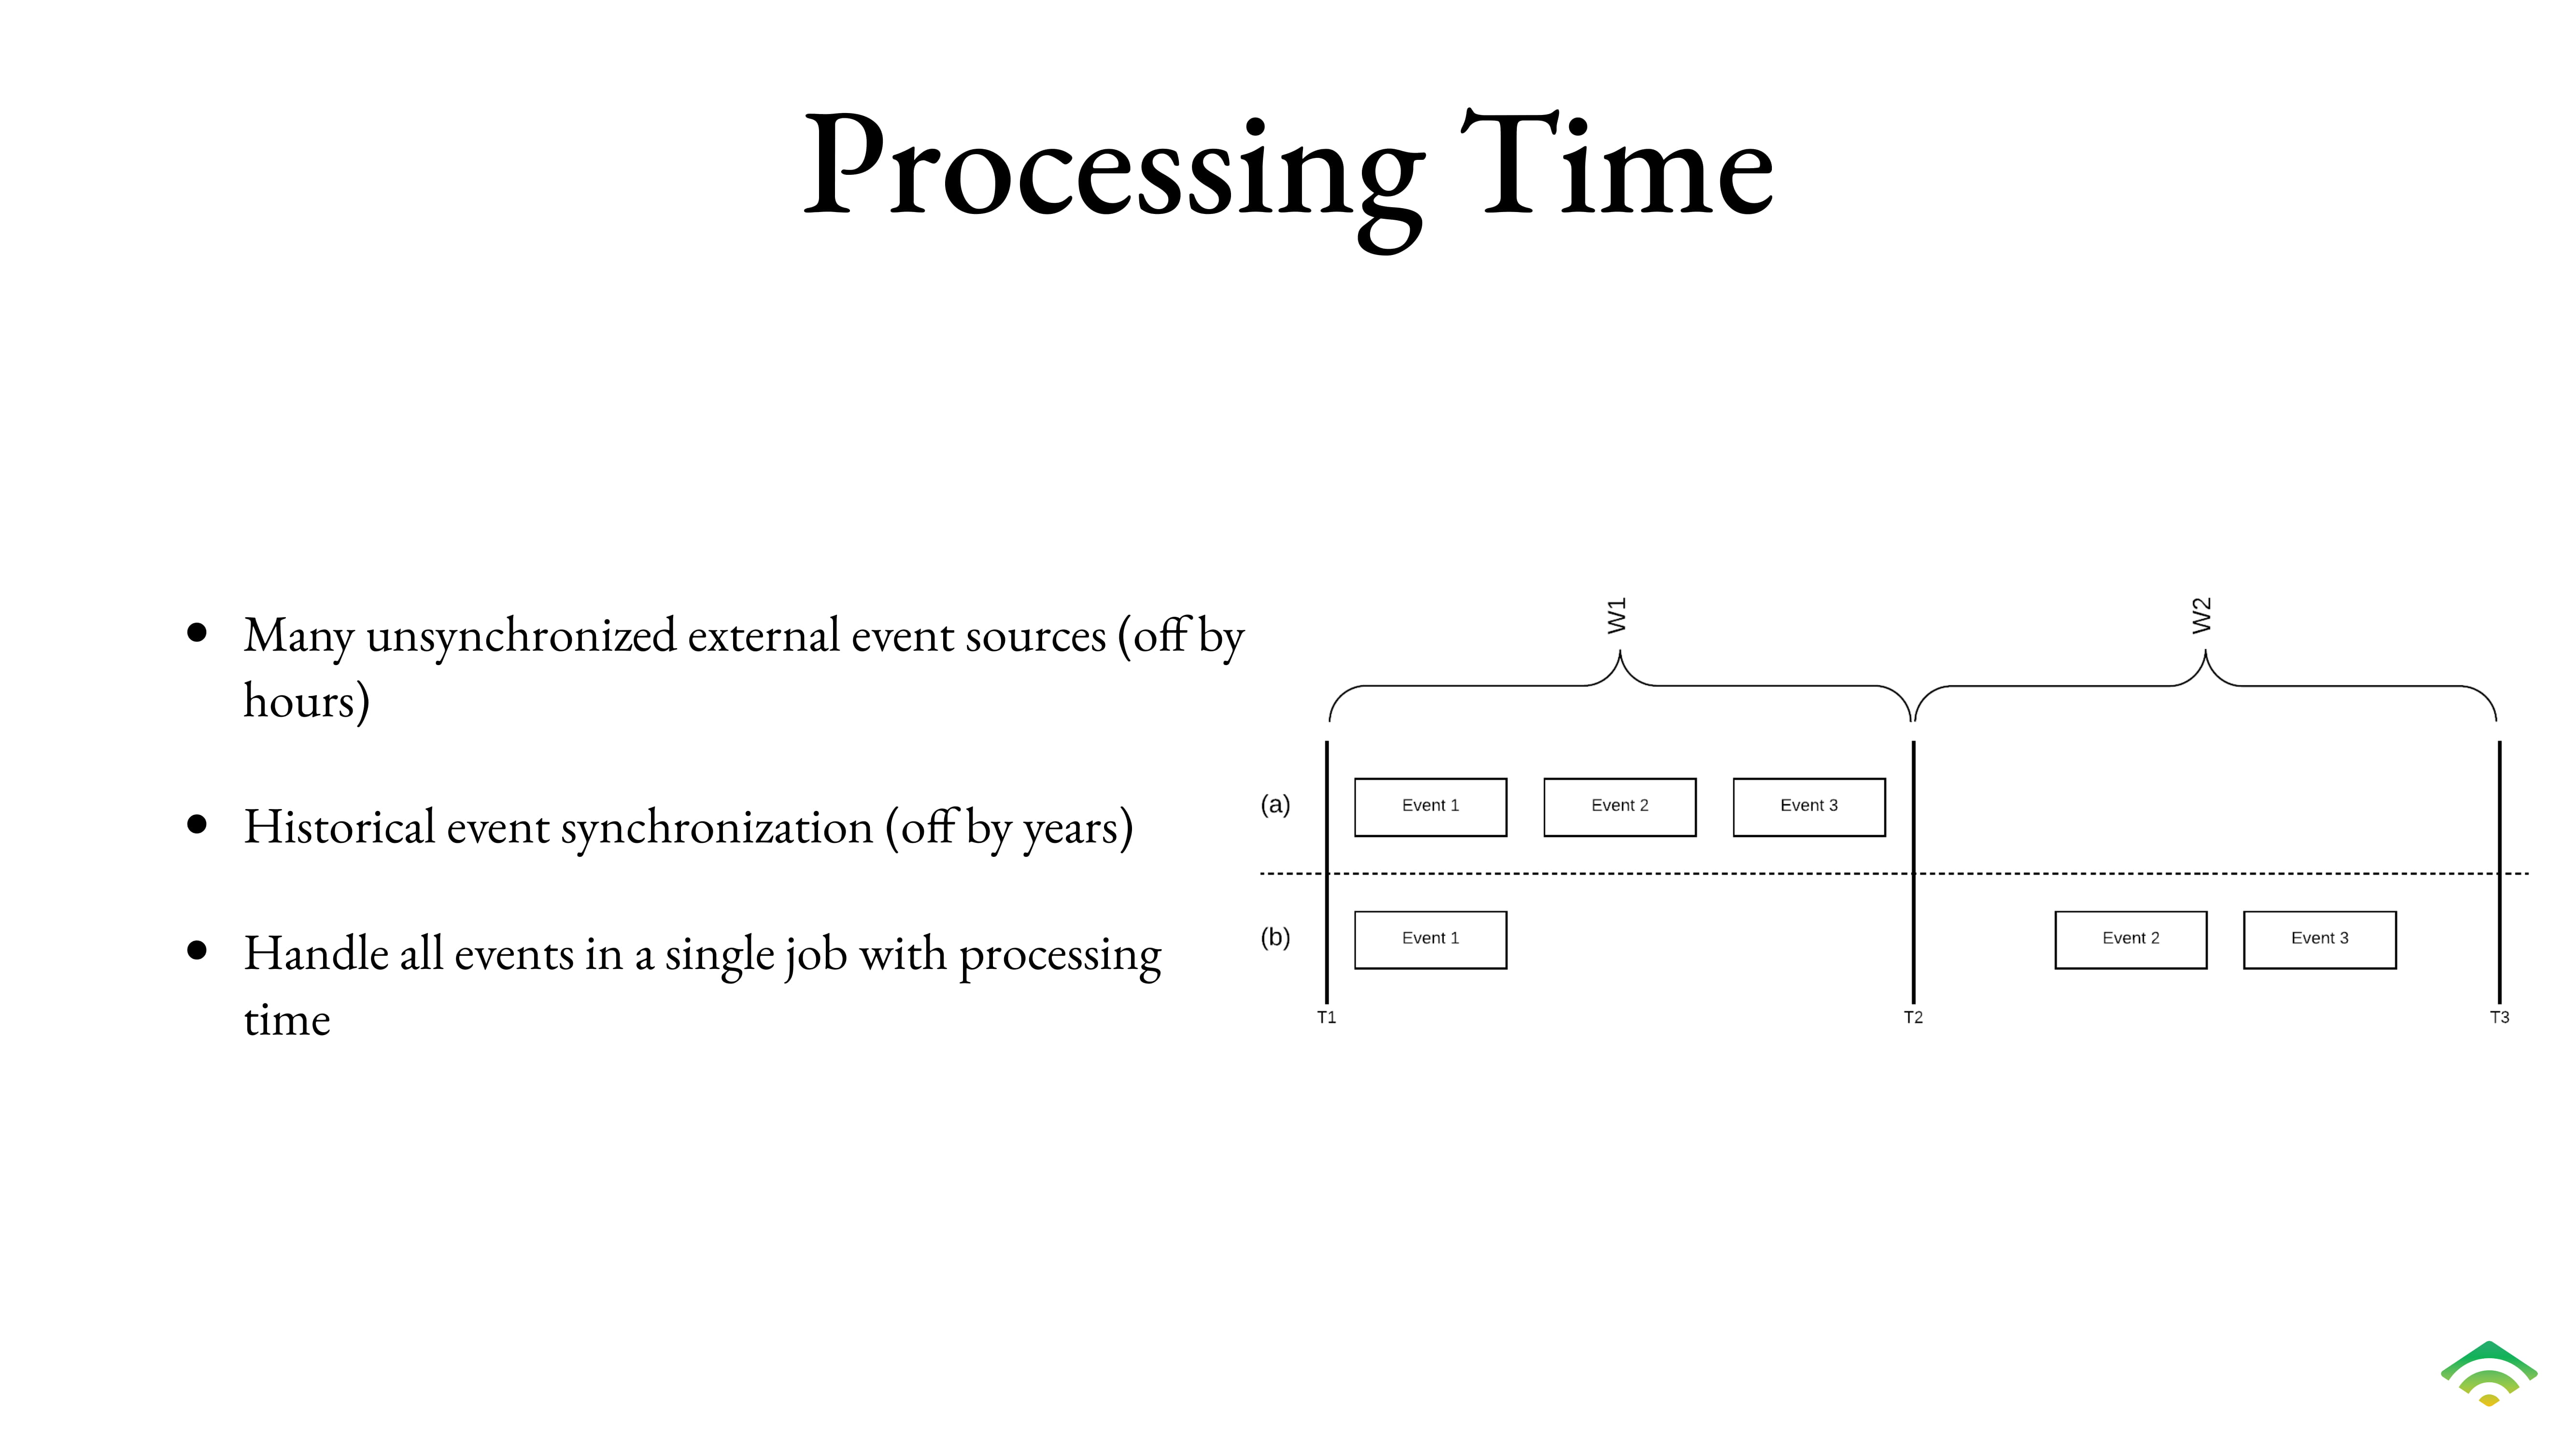 Processing Time
• Many unsynchronized external event sources (off by
hours)
• Historical event synchronization (off by years)
• Handle all events in a single job with processing
time
W1
W2
(a)
Event 1
Event 2
Event 3
(b)
Event 1
Event 2
Event 3
T1
T2
T3